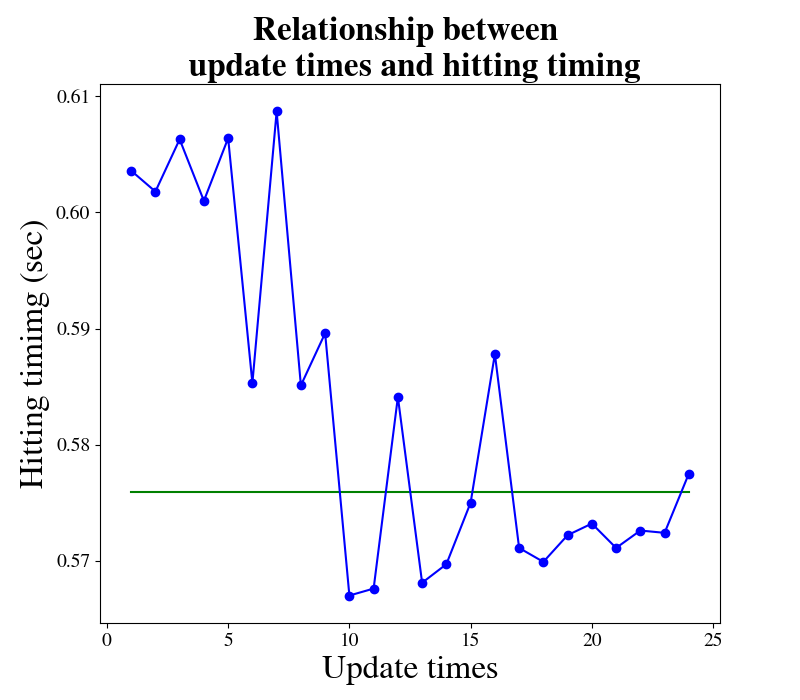 Relationship between
update times and hitting timing
0.61
0.60
0.59
0.58
0.57
Hitting timimg (sec)
0 5 10 15 20 25
Update times